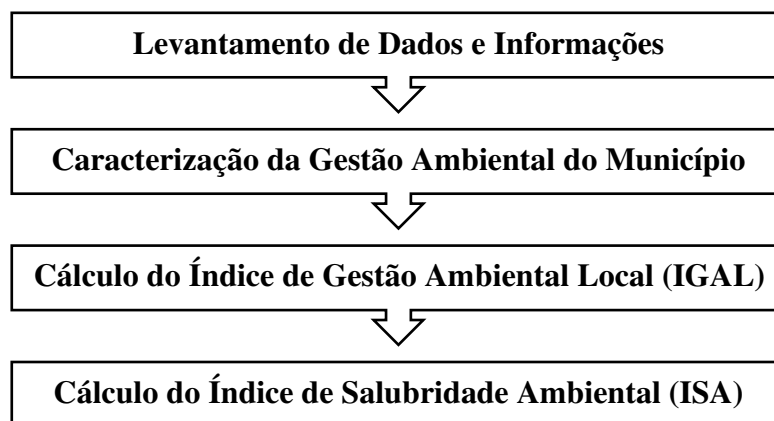 Levantamento de Dados e Informações
Caracterização da Gestão Ambiental do Município
Cálculo do Índice de Gestão Ambiental Local (IGAL)
Cálculo do Índice de Salubridade Ambiental (ISA)